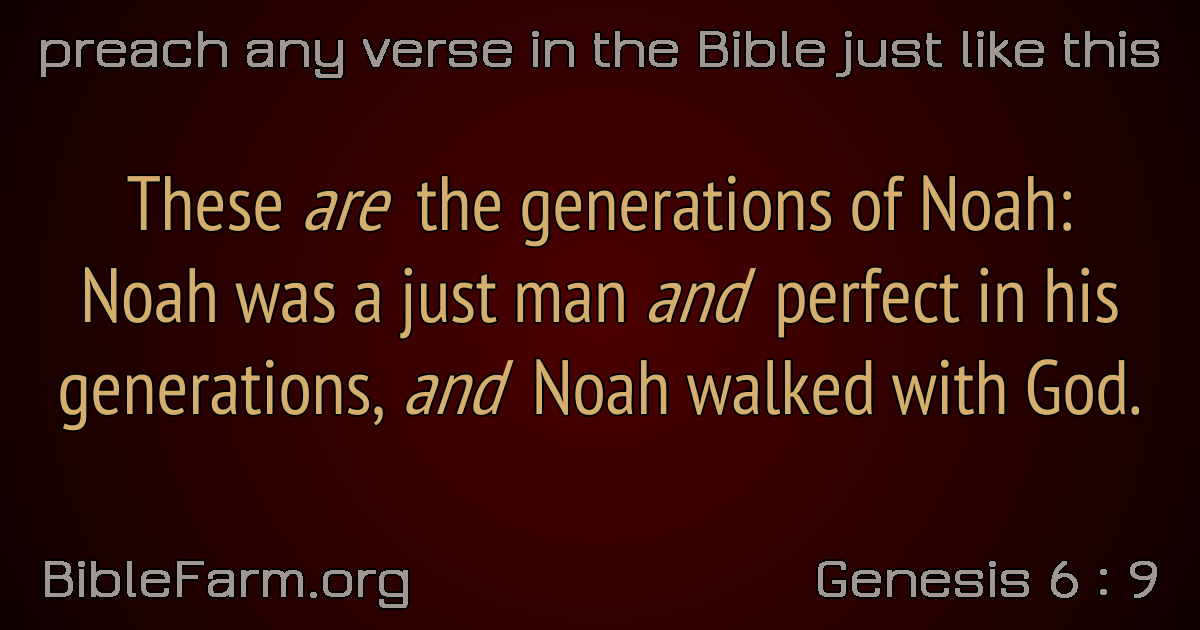 preach any verse in the Bible just like this
These are the generations of Noah:
Noah was a just man and perfect in his
generations, and Noah walked with God.
BibleFarm.org
Genesis 6 : 9